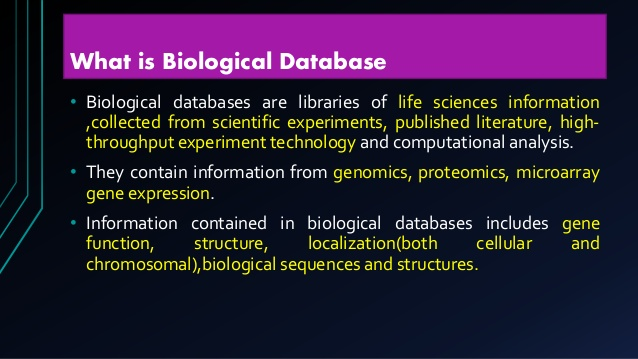 What is Biological Database
• Biological databases are libraries of life sciences information
,collected from scientific experiments, published literature, high-
throughput experiment technology and computational analysis.
• They contain information from genomics, proteomics, microarray
gene expression.
• Information contained in biological databases includes gene
function, structure, localization(both cellular and
chromosomal),biological sequences and structures.